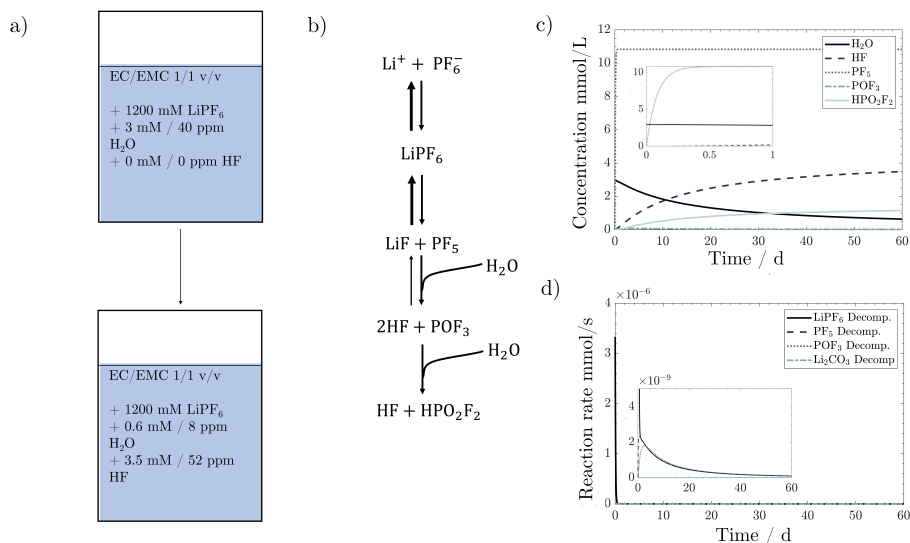 a)
EC/EMC 1/1 v/v
+ 1200 mM LiPF₆
+ 3 mM / 40 ppm
H₂O
+ 0 mM / 0 ppm HF
EC/EMC 1/1 v/v
+ 1200 mM LiPF₆
+ 0.6 mM / 8 ppm
H₂O
+ 3.5 mM / 52 ppm
HF
b)
Li⁺ + PF₆⁻
LiPF₆
LiF + PF₅
H₂O
2HF + POF₃
H₂O
HF + HPO₂F₂
c)
Concentration mmol/L
12
10
8
6
4
2
0
0 10 20 30 40 50 60
Time / d
H₂O
HF
PF₅
POF₃
HPO₂F₂
10
5
0
0 0.5 1
d)
×10⁻⁶
Reaction rate mmol/s
4
3
2
1
0
0 10 20 30 40 50 60
Time / d
LiPF₆ Decomp.
PF₅ Decomp.
POF₃ Decomp.
Li₂CO₃ Decomp
×10⁻⁹
4
2
0
0 20 40 60